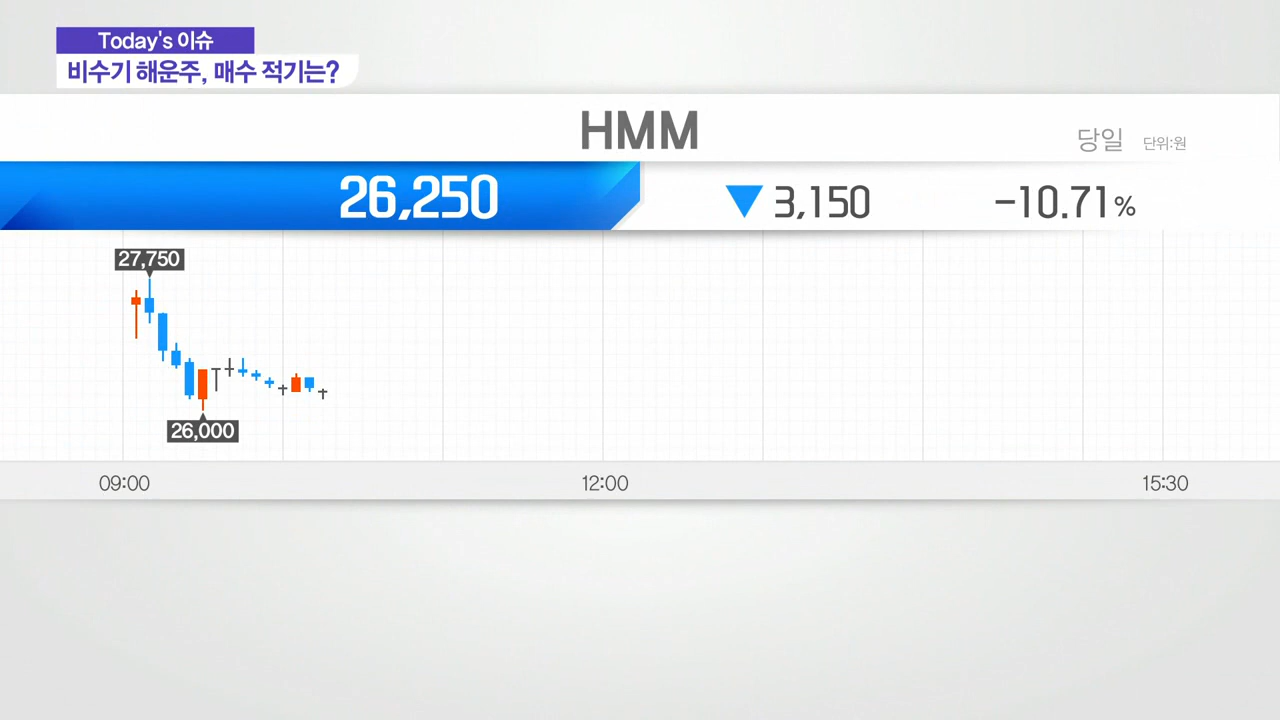 Today's 이슈
비수기 해운주, 매수 적기는?
HMM
당일 단위:원
26,250 ▼ 3,150 -10.71%
27,750
26,000
09:00 12:00 15:30